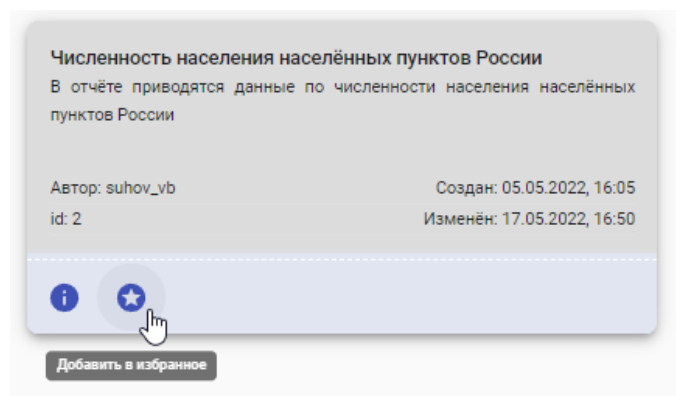 Численность населения населённых пунктов России
В отчёте приводятся данные по численности населения населённых
пунктов России
Автор: suhov_vb
Создан: 05.05.2022, 16:05
id: 2
Изменён: 17.05.2022, 16:50
Добавить в избранное